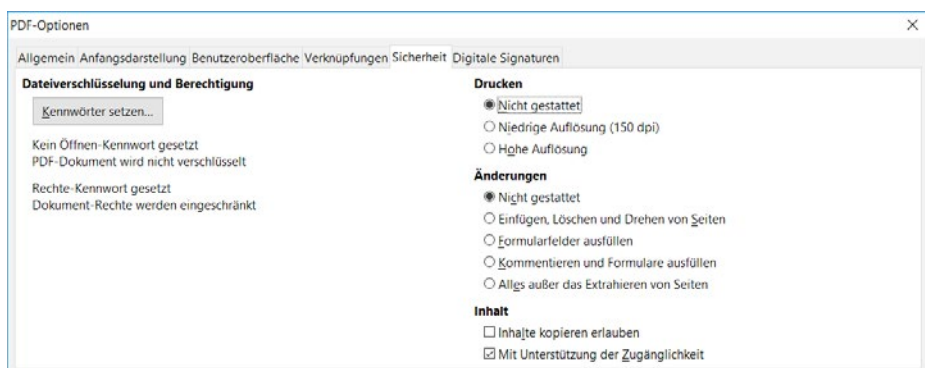 PDF-Optionen
Allgemein Anfangsdarstellung Benutzeroberfläche Verknüpfungen Sicherheit Digitale Signaturen
Dateiverschlüsselung und Berechtigung
Kennwörter setzen...
Kein Öffnen-Kennwort gesetzt
PDF-Dokument wird nicht verschlüsselt
Rechte-Kennwort gesetzt
Dokument-Rechte werden eingeschränkt
Drucken
Nicht gestattet
Niedrige Auflösung (150 dpi)
Hohe Auflösung
Änderungen
Nicht gestattet
Einfügen, Löschen und Drehen von Seiten
Formularfelder ausfüllen
Kommentieren und Formulare ausfüllen
Alles außer das Extrahieren von Seiten
Inhalt
Inhalte kopieren erlauben
Mit Unterstützung der Zugänglichkeit